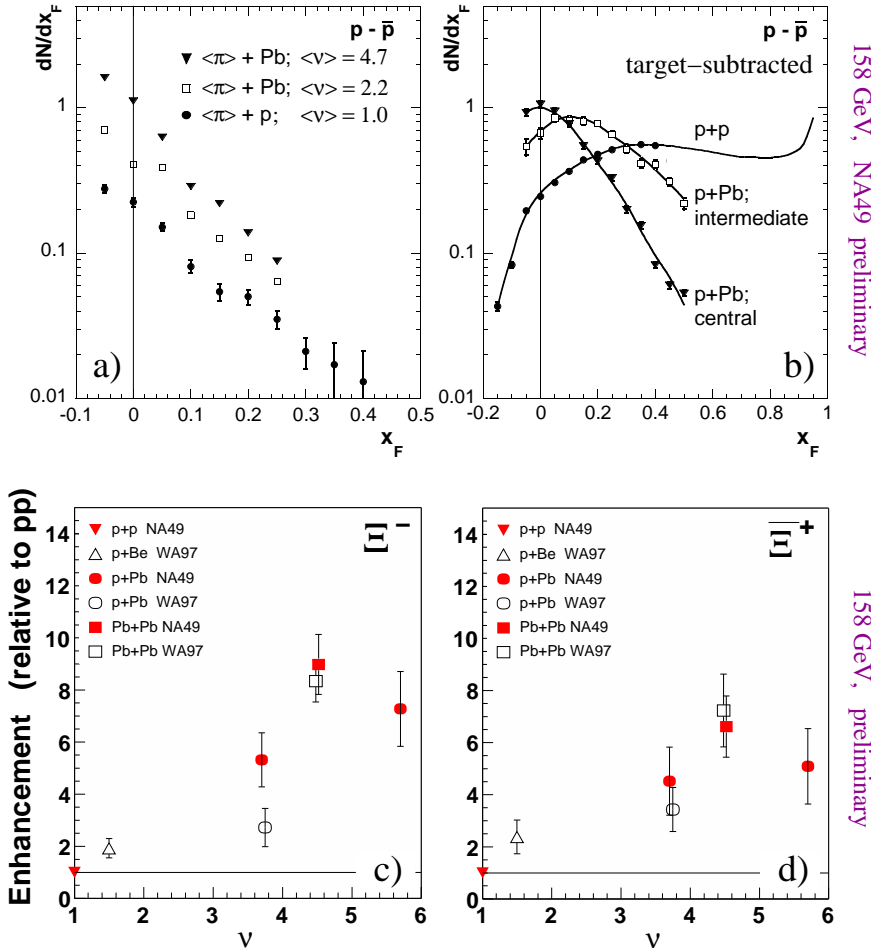 dN/dx_F
p - p̄
▼ <π> + Pb; <ν> = 4.7
□ <π> + Pb; <ν> = 2.2
● <π> + p; <ν> = 1.0
1
0.1
0.01
a)
-0.1 0 0.1 0.2 0.3 0.4 0.5
x_F
dN/dx_F
p - p̄
target-subtracted
1
0.1
0.01
p+p
p+Pb;
intermediate
p+Pb;
central
b)
-0.2 0 0.2 0.4 0.6 0.8 1
x_F
158 GeV, NA49 preliminary
Enhancement (relative to pp)
14
12
10
8
6
4
2
0
▼ p+p NA49
△ p+Be WA97
● p+Pb NA49
○ p+Pb WA97
■ Pb+Pb NA49
□ Pb+Pb WA97
Ξ⁻
c)
1 2 3 4 5 6
ν
14
12
10
8
6
4
2
0
▼ p+p NA49
△ p+Be WA97
● p+Pb NA49
○ p+Pb WA97
■ Pb+Pb NA49
□ Pb+Pb WA97
Ξ̅⁺
d)
1 2 3 4 5 6
ν
158 GeV, preliminary